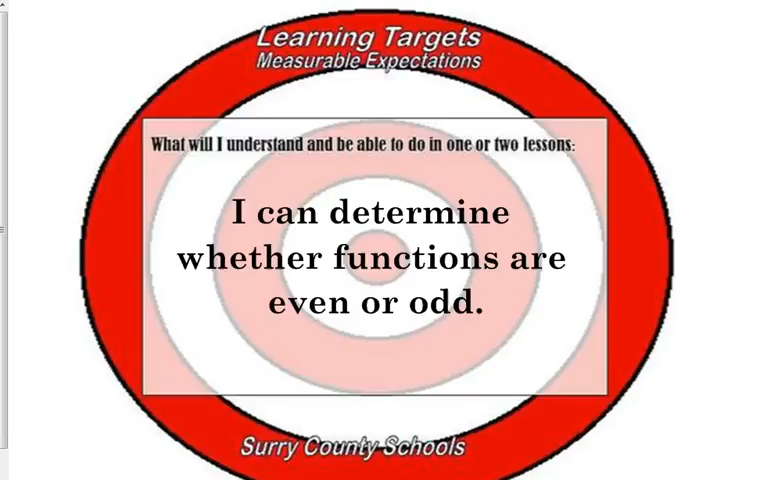 Learning Targets
Measurable Expectations
What will I understand and be able to do in one or two lessons:
I can determine
whether functions are
even or odd.
Surry County Schools